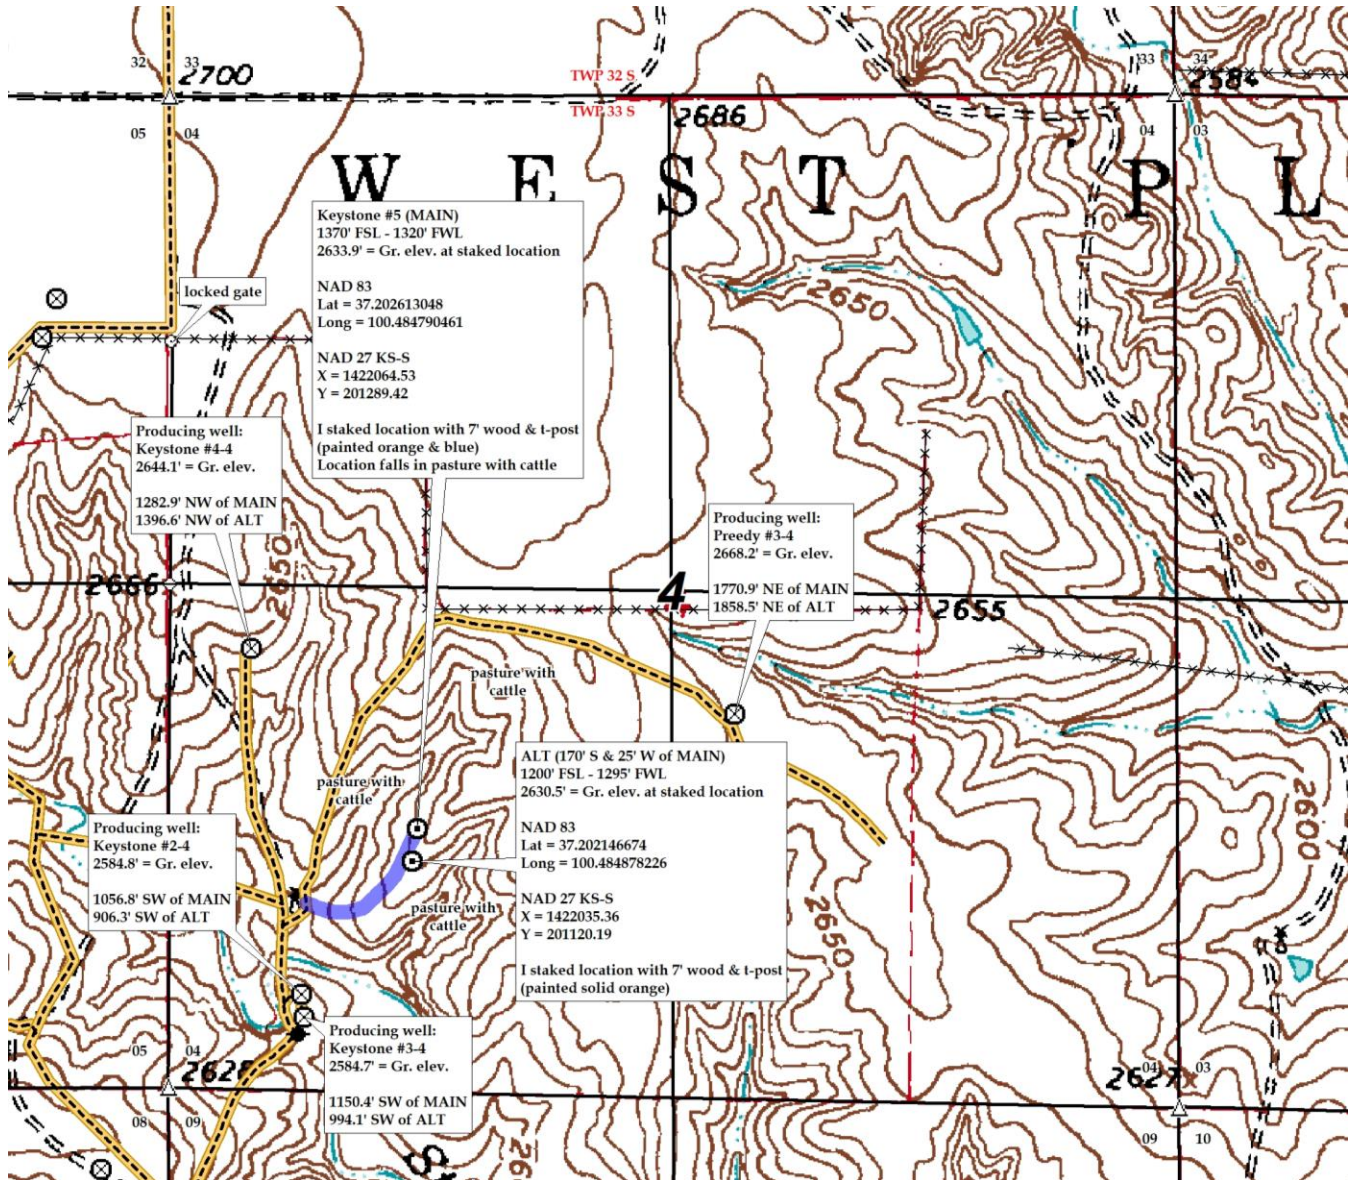 32 33
2700
TWP 32 S
33 34
2584
05 04
TWP 33 S
2686
04 03
W E S T P L
Keystone #5 (MAIN)
1370' FSL - 1320' FWL
2633.9' = Gr. elev. at staked location
NAD 83
Lat = 37.202613048
Long = 100.484790461
NAD 27 KS-S
X = 1422064.53
Y = 201289.42
I staked location with 7' wood & t-post
(painted orange & blue)
Location falls in pasture with cattle
locked gate
2650
Producing well:
Keystone #4-4
2644.1' = Gr. elev.
1282.9' NW of MAIN
1396.6' NW of ALT
2650
Producing well:
Preedy #3-4
2668.2' = Gr. elev.
1770.9' NE of MAIN
1858.5' NE of ALT
2666
4
2655
pasture with
cattle
pasture with
cattle
ALT (170' S & 25' W of MAIN)
1200' FSL - 1295' FWL
2630.5' = Gr. elev. at staked location
NAD 83
Lat = 37.202146674
Long = 100.484878226
NAD 27 KS-S
X = 1422035.36
Y = 201120.19
I staked location with 7' wood & t-post
(painted solid orange)
2600
Producing well:
Keystone #2-4
2584.8' = Gr. elev.
1056.8' SW of MAIN
906.3' SW of ALT
pasture with
cattle
2650
Producing well:
Keystone #3-4
2584.7' = Gr. elev.
1150.4' SW of MAIN
994.1' SW of ALT
05 04
2628
04 03
2627
08 09
09 10